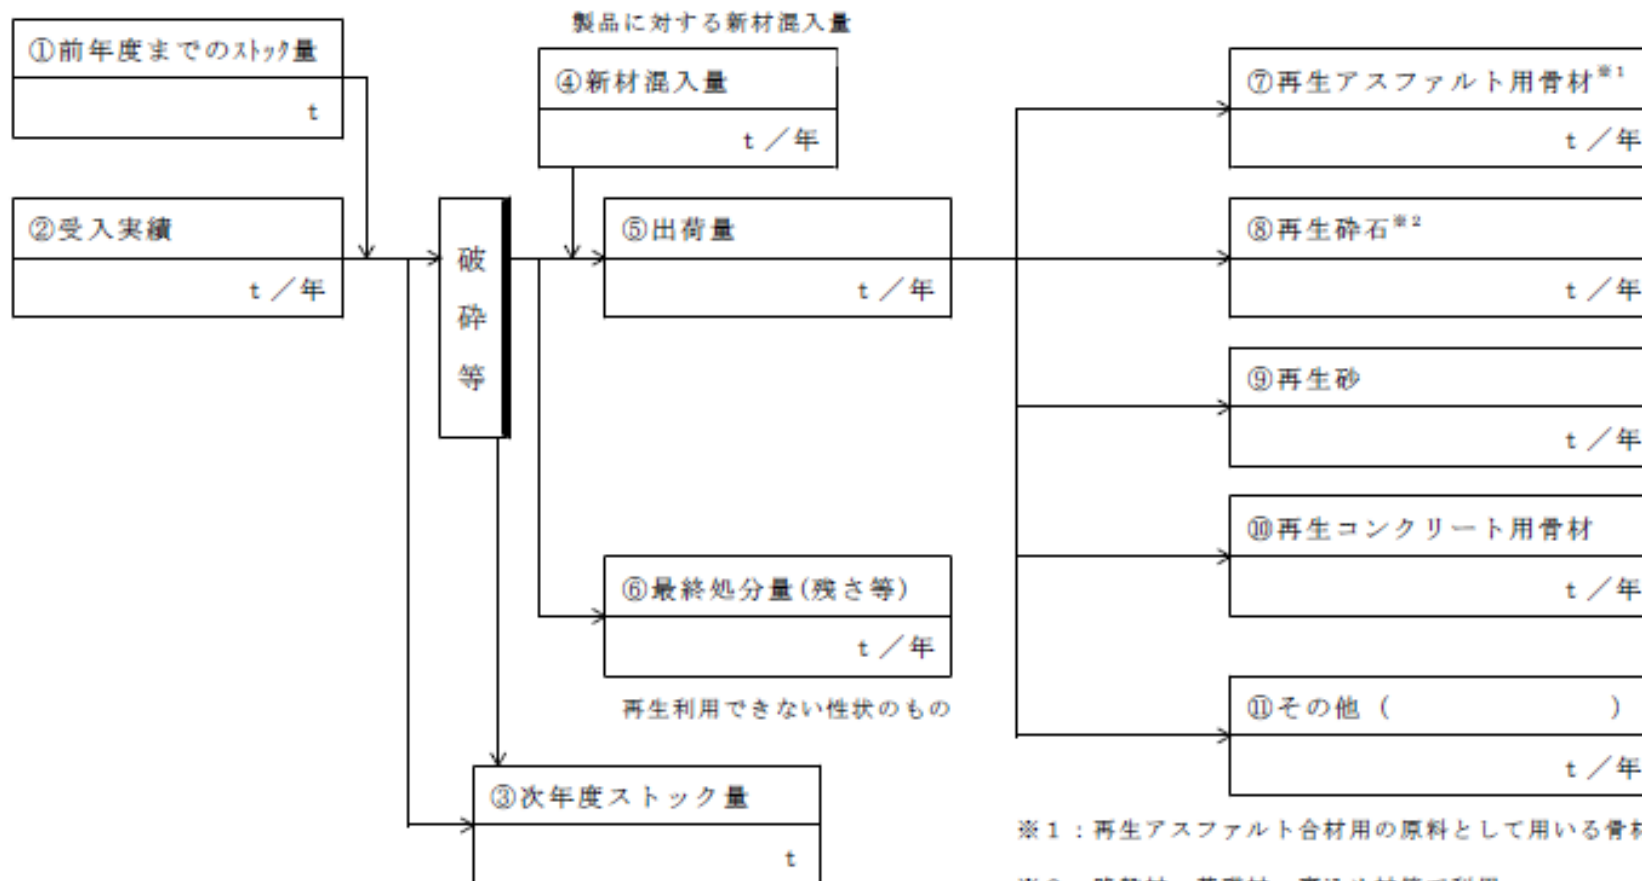 製品に対する新材混入量
①前年度までのストック量
t
④新材混入量
t／年
⑦再生アスファルト用骨材※1
t／年
②受入実績
t／年
破砕等
⑤出荷量
t／年
⑧再生砕石※2
t／年
⑨再生砂
t／年
⑩再生コンクリート用骨材
t／年
⑥最終処分量(残さ等)
t／年
再生利用できない性状のもの
⑪その他（　　　　　　　）
t／年
③次年度ストック量
t
※1：再生アスファルト合材用の原料として用いる骨材